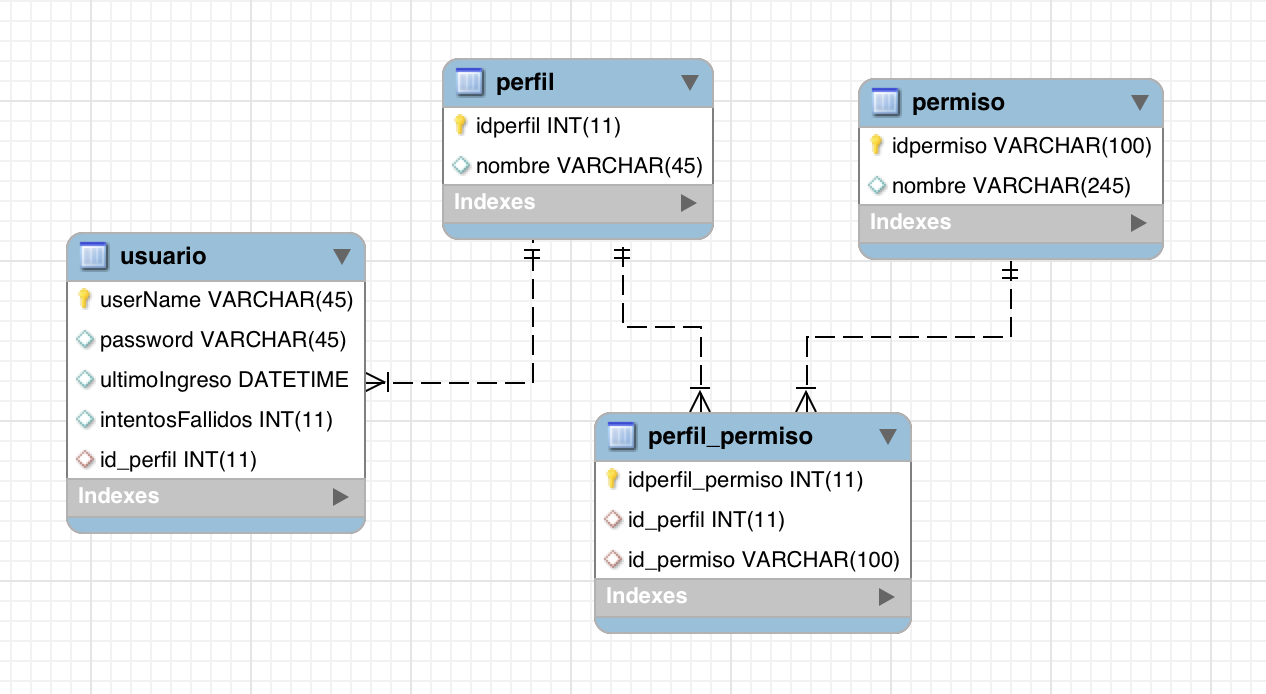 perfil
idperfil INT(11)
nombre VARCHAR(45)
Indexes
permiso
idpermiso VARCHAR(100)
nombre VARCHAR(245)
Indexes
usuario
userName VARCHAR(45)
password VARCHAR(45)
ultimoIngreso DATETIME
intentosFallidos INT(11)
id_perfil INT(11)
Indexes
perfil_permiso
idperfil_permiso INT(11)
id_perfil INT(11)
id_permiso VARCHAR(100)
Indexes